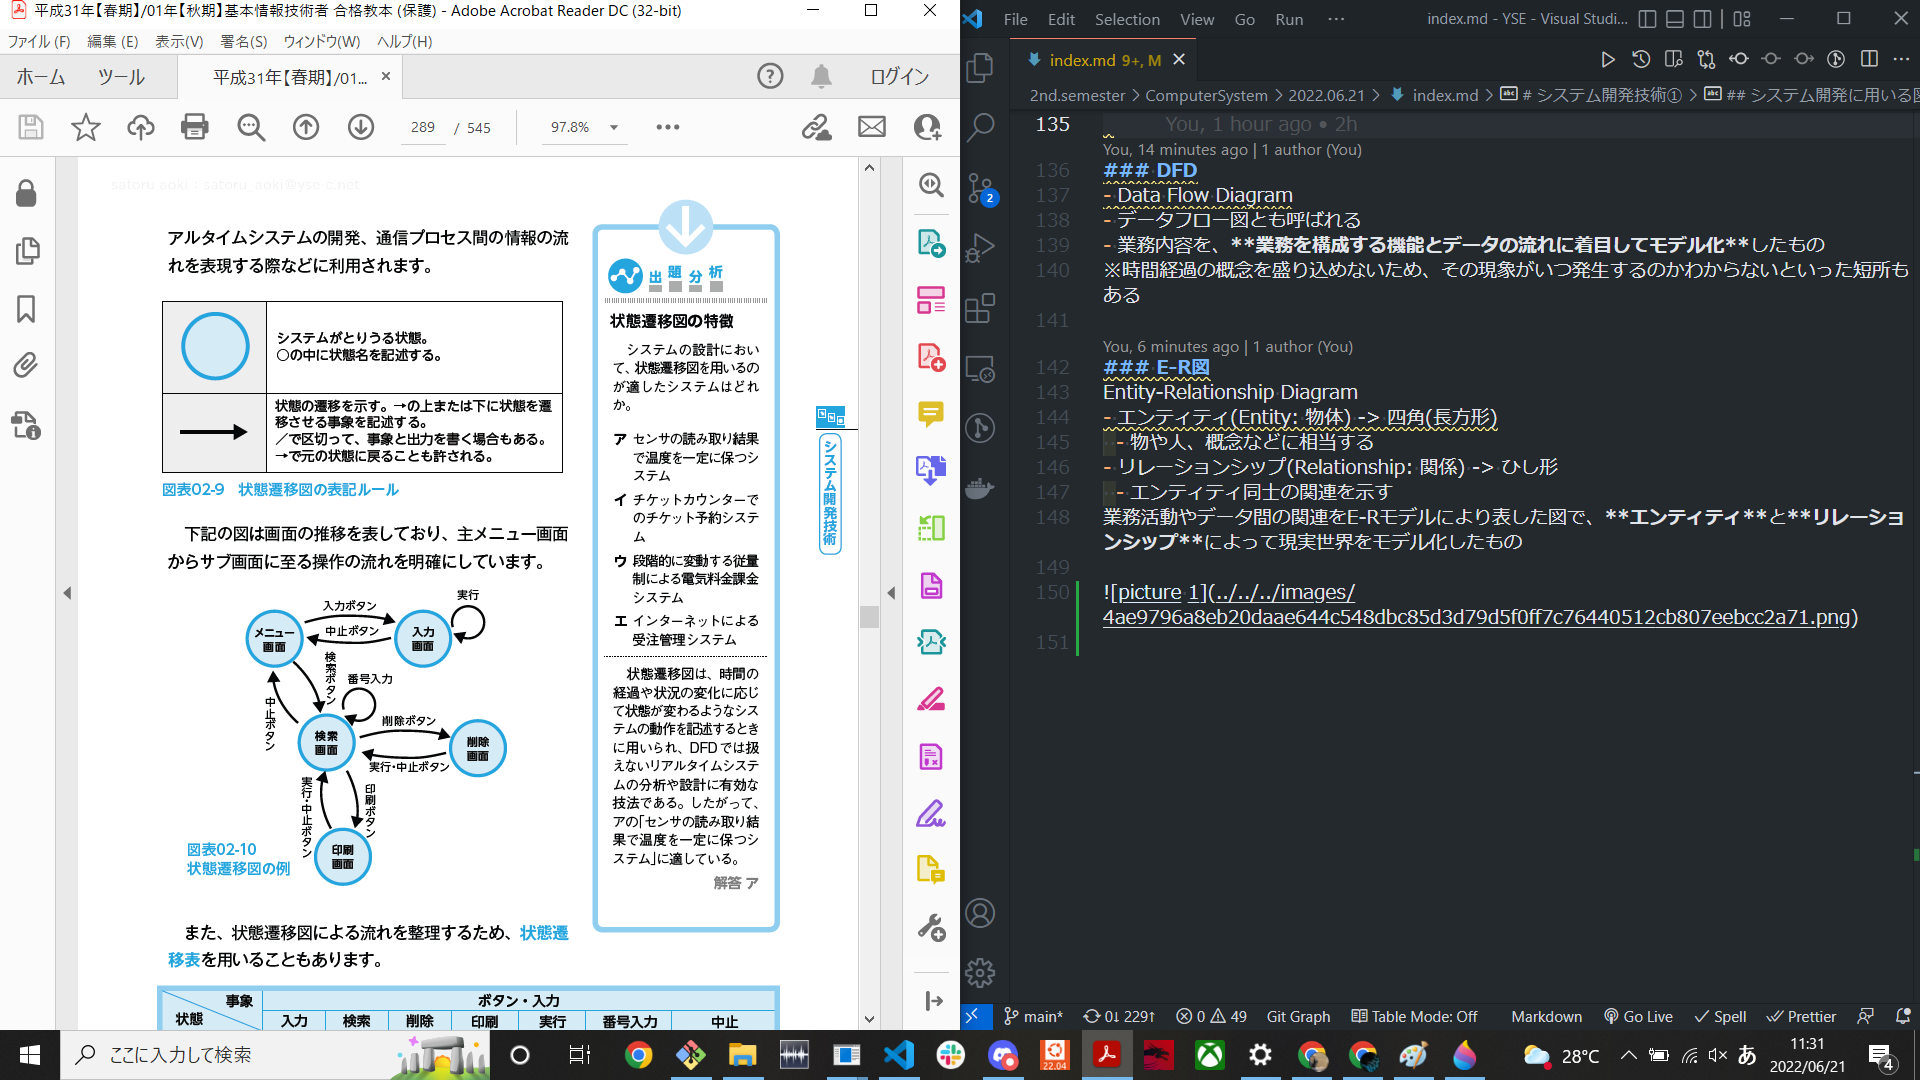 平成31年【春期】/01年【秋期】基本情報技術者 合格教本 (保護) - Adobe Acrobat Reader DC (32-bit)
ファイル (F) 編集 (E) 表示(V) 署名(S) ウィンドウ(W) ヘルプ(H)
ホーム ツール 平成31年【春期】/01... × ログイン
289 / 545 97.8%
satoru aoki : satoru_aoki@yse-c.net
アルタイムシステムの開発、通信プロセス間の情報の流
れを表現する際などに利用されます。
システムがとりうる状態。
○の中に状態名を記述する。
状態の遷移を示す。→の上または下に状態を遷
移させる事象を記述する。
／で区切って、事象と出力を書く場合もある。
→で元の状態に戻ることも許される。
図表02-9 状態遷移図の表記ルール
下記の図は画面の推移を表しており、主メニュー画面
からサブ画面に至る操作の流れを明確にしています。
実行
入力ボタン
メニュー
画面
中止ボタン
入力
画面
検索ボタン
番号入力
中止ボタン
削除ボタン
検索
画面
削除
画面
実行・中止ボタン
実行・中止ボタン
印刷ボタン
印刷
画面
図表02-10
状態遷移図の例
また、状態遷移図による流れを整理するため、状態遷
移表を用いることもあります。
事象
状態
ボタン・入力
入力 検索 削除 印刷 実行 番号入力 中止
出題分析
状態遷移図の特徴
システムの設計におい
て、状態遷移図を用いるの
が適したシステムはどれ
か。
ア センサの読み取り結果
で温度を一定に保つシ
ステム
イ チケットカウンターで
のチケット予約システ
ム
ウ 段階的に変動する従量
制による電気料金課金
システム
エ インターネットによる
受注管理システム
状態遷移図は、時間の
経過や状況の変化に応じ
て状態が変わるようなシス
テムの動作を記述するとき
に用いられ、DFDでは扱
えないリアルタイムシステ
ムの分析や設計に有効な
技法である。したがって、
アの「センサの読み取り結
果で温度を一定に保つシ
ステム」に適している。
解答 ア
システム開発技術
File Edit Selection View Go Run ··· index.md - YSE - Visual Studi...
index.md 9+, M
2nd.semester > ComputerSystem > 2022.06.21 > index.md > # システム開発技術① > ## システム開発に用いる図
135 You, 1 hour ago • 2h
You, 14 minutes ago | 1 author (You)
136 ### DFD
137 - Data Flow Diagram
138 - データフロー図とも呼ばれる
139 - 業務内容を、**業務を構成する機能とデータの流れに着目してモデル化**したもの
140 ※時間経過の概念を盛り込めないため、その現象がいつ発生するのかわからないといった短所も
ある
141
You, 6 minutes ago | 1 author (You)
142 ### E-R図
143 Entity-Relationship Diagram
144 - エンティティ(Entity: 物体) -> 四角(長方形)
145 - 物や人、概念などに相当する
146 - リレーションシップ(Relationship: 関係) -> ひし形
147 - エンティティ同士の関連を示す
148 業務活動やデータ間の関連をE-Rモデルにより表した図で、**エンティティ**と**リレーショ
ンシップ**によって現実世界をモデル化したもの
149
150 ![picture 1](../../../images/
4ae9796a8eb20daae644c548dbc85d3d79d5f0ff7c76440512cb807eebcc2a71.png)
151
2
main* 0↓ 229↑ 0 49 Git Graph Table Mode: Off Markdown Go Live Spell Prettier
ここに入力して検索
22.04
28°C あ
11:31
2022/06/21
4